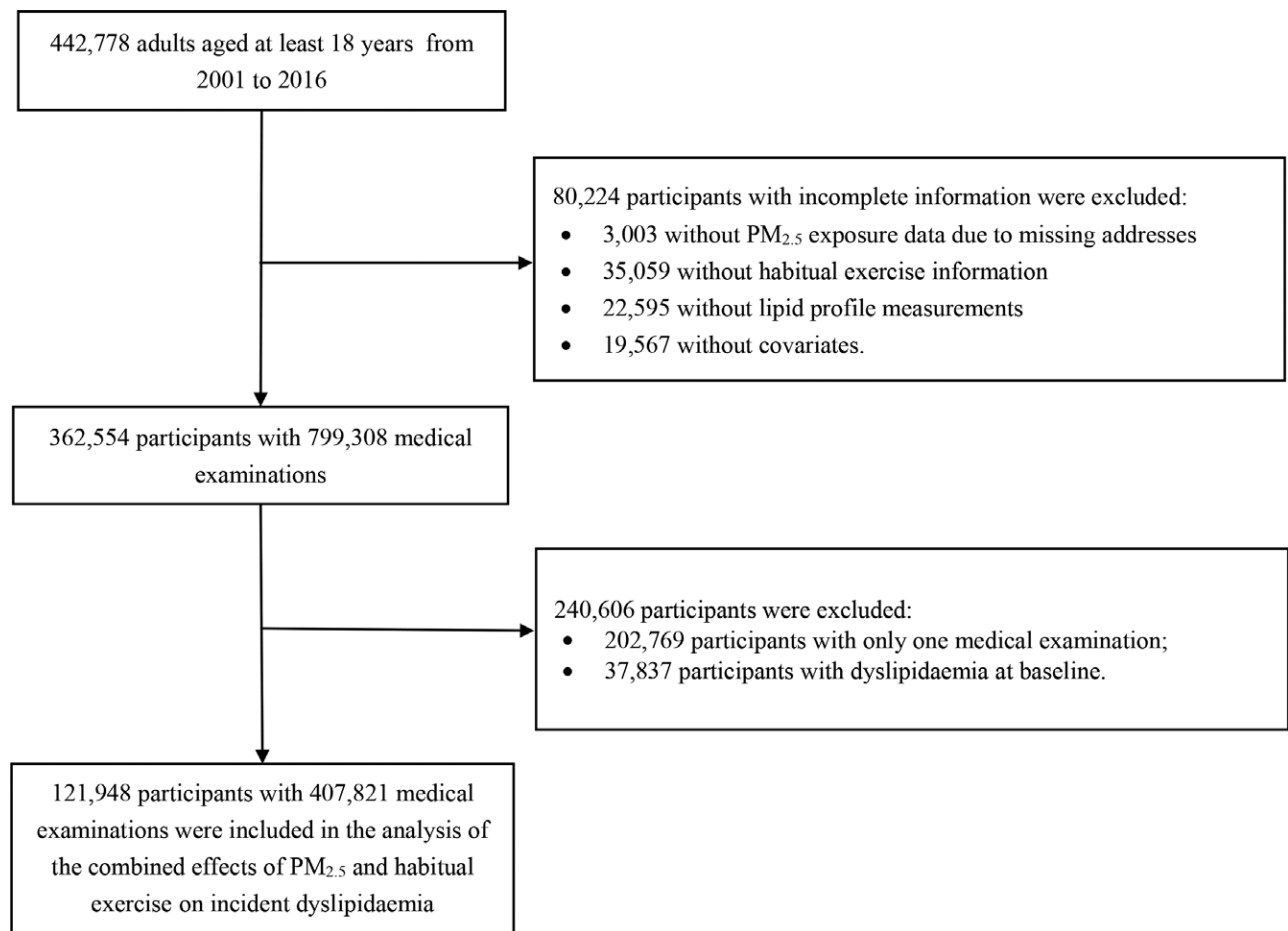 442,778 adults aged at least 18 years from
2001 to 2016
80,224 participants with incomplete information were excluded:
• 3,003 without PM2.5 exposure data due to missing addresses
• 35,059 without habitual exercise information
• 22,595 without lipid profile measurements
• 19,567 without covariates.
362,554 participants with 799,308 medical
examinations
240,606 participants were excluded:
• 202,769 participants with only one medical examination;
• 37,837 participants with dyslipidaemia at baseline.
121,948 participants with 407,821 medical
examinations were included in the analysis of
the combined effects of PM2.5 and habitual
exercise on incident dyslipidaemia